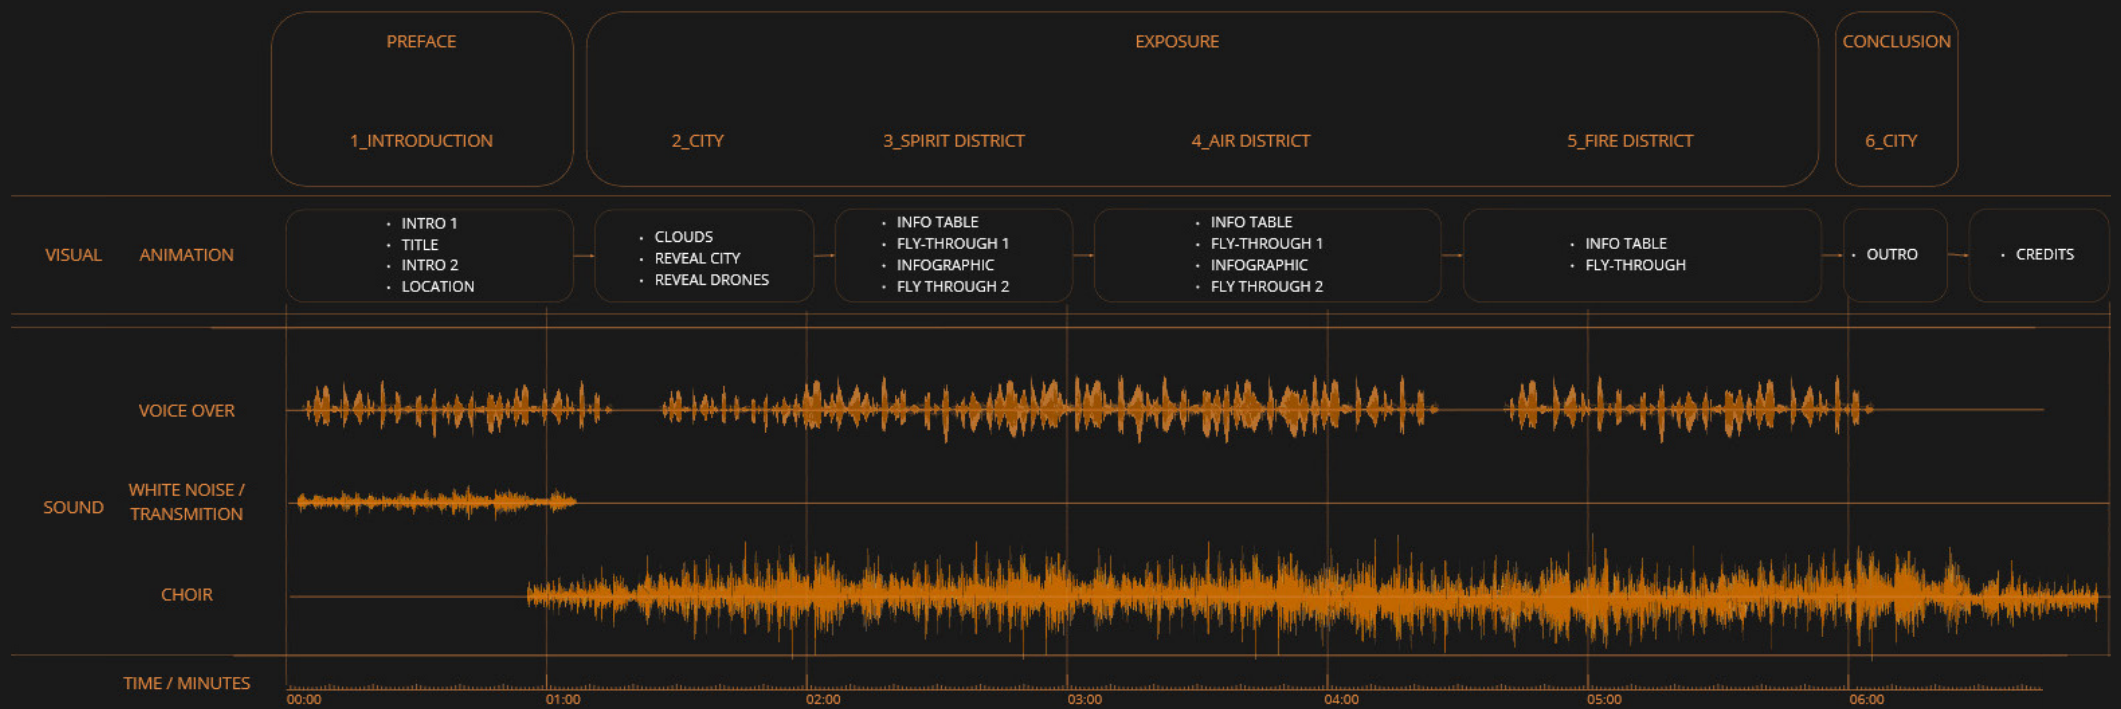 PREFACE
EXPOSURE
CONCLUSION
1_INTRODUCTION
2_CITY
3_SPIRIT DISTRICT
4_AIR DISTRICT
5_FIRE DISTRICT
6_CITY
VISUAL
ANIMATION
• INTRO 1
• TITLE
• INTRO 2
• LOCATION
• CLOUDS
• REVEAL CITY
• REVEAL DRONES
• INFO TABLE
• FLY-THROUGH 1
• INFOGRAPHIC
• FLY THROUGH 2
• INFO TABLE
• FLY-THROUGH 1
• INFOGRAPHIC
• FLY THROUGH 2
• INFO TABLE
• FLY-THROUGH
• OUTRO
• CREDITS
SOUND
VOICE OVER
WHITE NOISE /
TRANSMITION
CHOIR
TIME / MINUTES
00:00
01:00
02:00
03:00
04:00
05:00
06:00